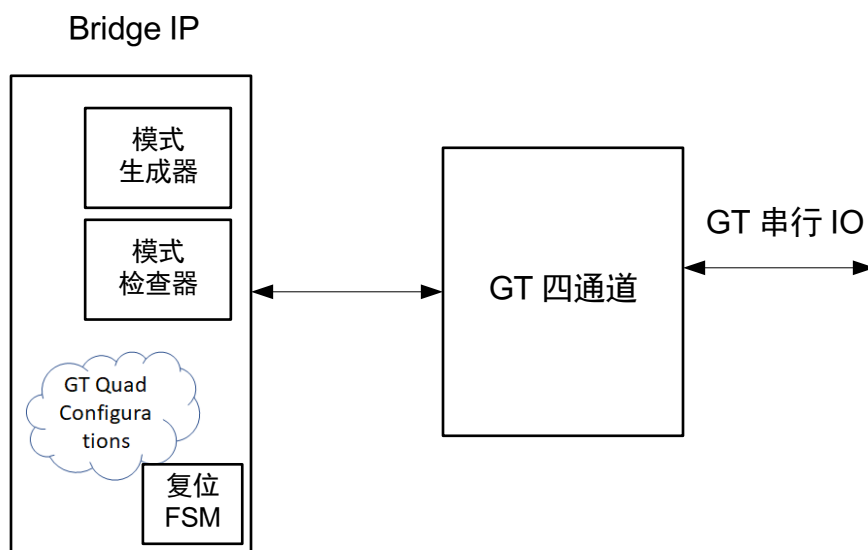 Bridge IP
模式
生成器
模式
检查器
GT Quad
Configura
tions
复位
FSM
GT 四通道
GT 串行 IO